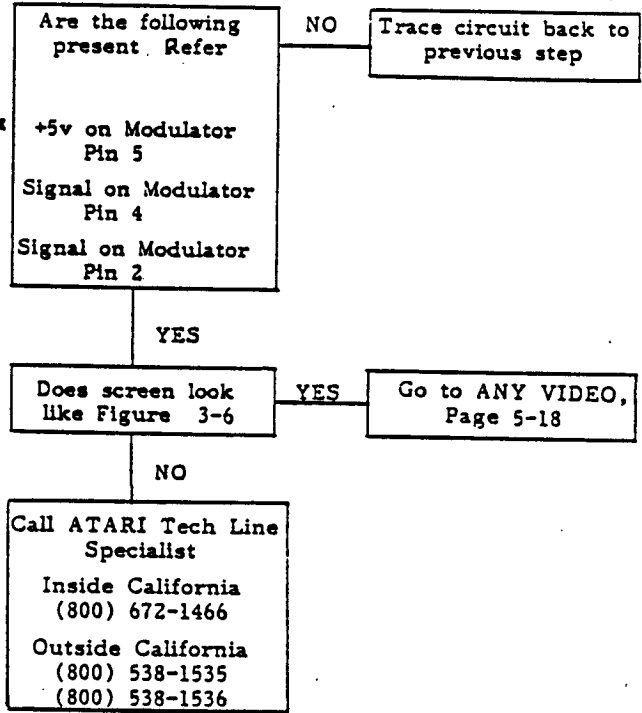 Are the following
present. Refer
+5v on Modulator
Pin 5
Signal on Modulator
Pin 4
Signal on Modulator
Pin 2
NO
Trace circuit back to
previous step
YES
Does screen look
like Figure 3-6
YES
Go to ANY VIDEO,
Page 5-18
NO
Call ATARI Tech Line
Specialist
Inside California
(800) 672-1466
Outside California
(800) 538-1535
(800) 538-1536